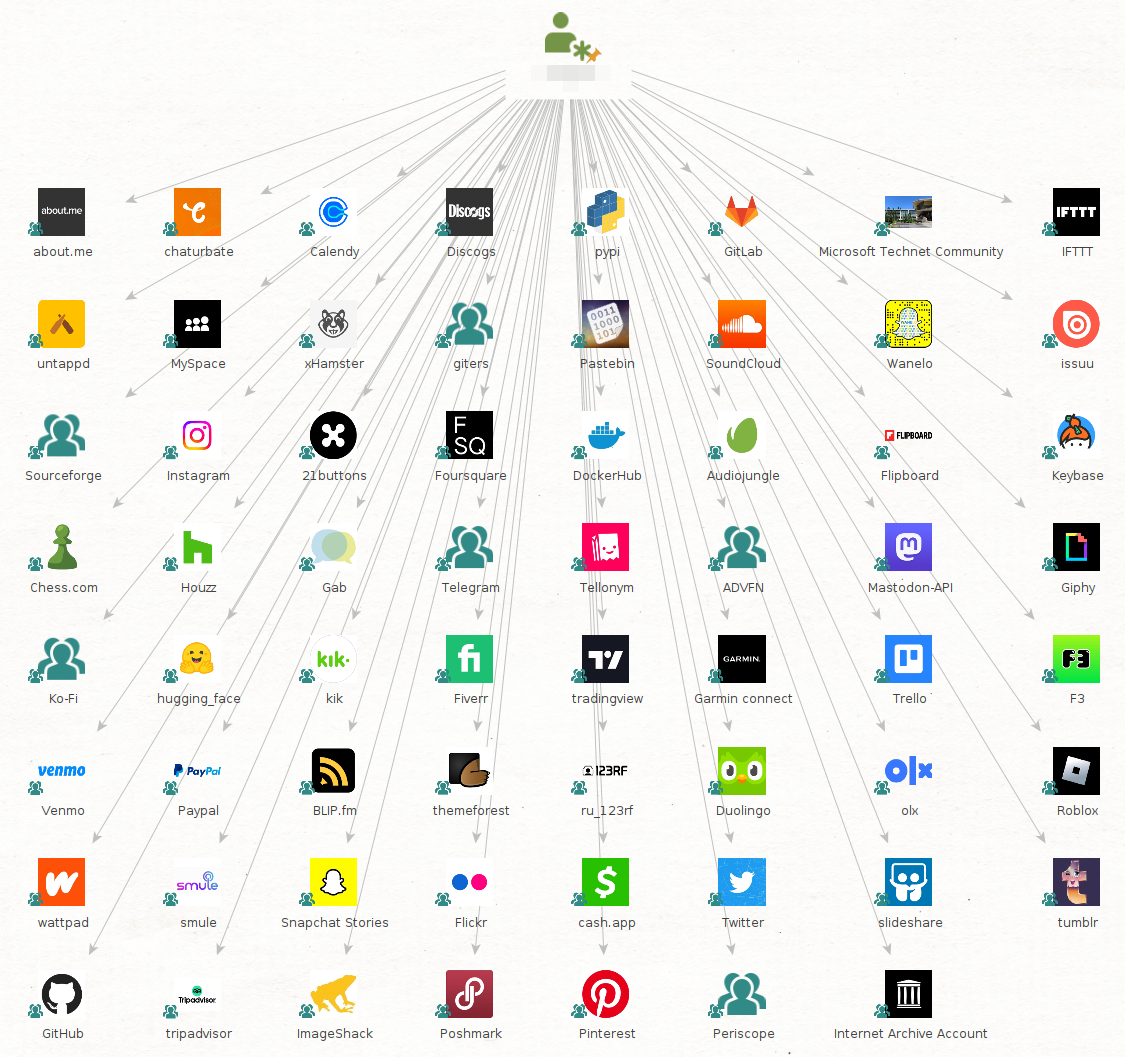 about.me
Discogs
IFTTT
about.me
chaturbate
Calendy
Discogs
pypi
GitLab
Microsoft Technet Community
IFTTT
0011
1000
101
untappd
MySpace
xHamster
giters
Pastebin
SoundCloud
Wanelo
issuu
F
SQ
FLIPBOARD
Sourceforge
Instagram
21buttons
Foursquare
DockerHub
Audiojungle
Flipboard
Keybase
Chess.com
Houzz
Gab
Telegram
Tellonym
ADVFN
Mastodon-API
Giphy
kik·
fi
GARMIN.
F3
Ko-Fi
hugging_face
kik
Fiverr
tradingview
Garmin connect
Trello
F3
venmo
PayPal
123RF
olx
Venmo
Paypal
BLIP.fm
themeforest
ru_123rf
Duolingo
olx
Roblox
smule
$
t
wattpad
smule
Snapchat Stories
Flickr
cash.app
Twitter
slideshare
tumblr
Tripadvisor
GitHub
tripadvisor
ImageShack
Poshmark
Pinterest
Periscope
Internet Archive Account